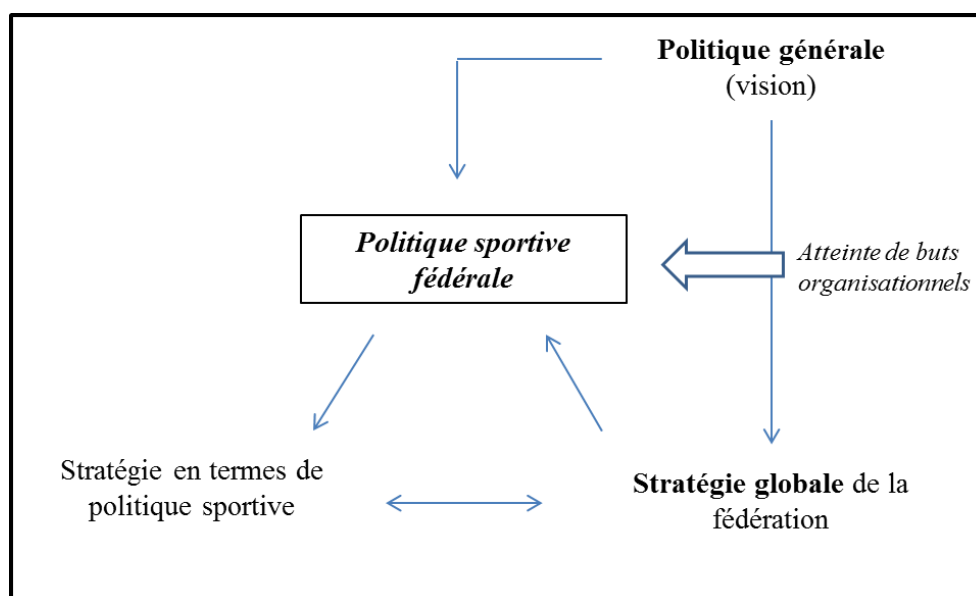 Politique générale
(vision)
Politique sportive
fédérale
Atteinte de buts
organisationnels
Stratégie en termes de
politique sportive
Stratégie globale de la
fédération